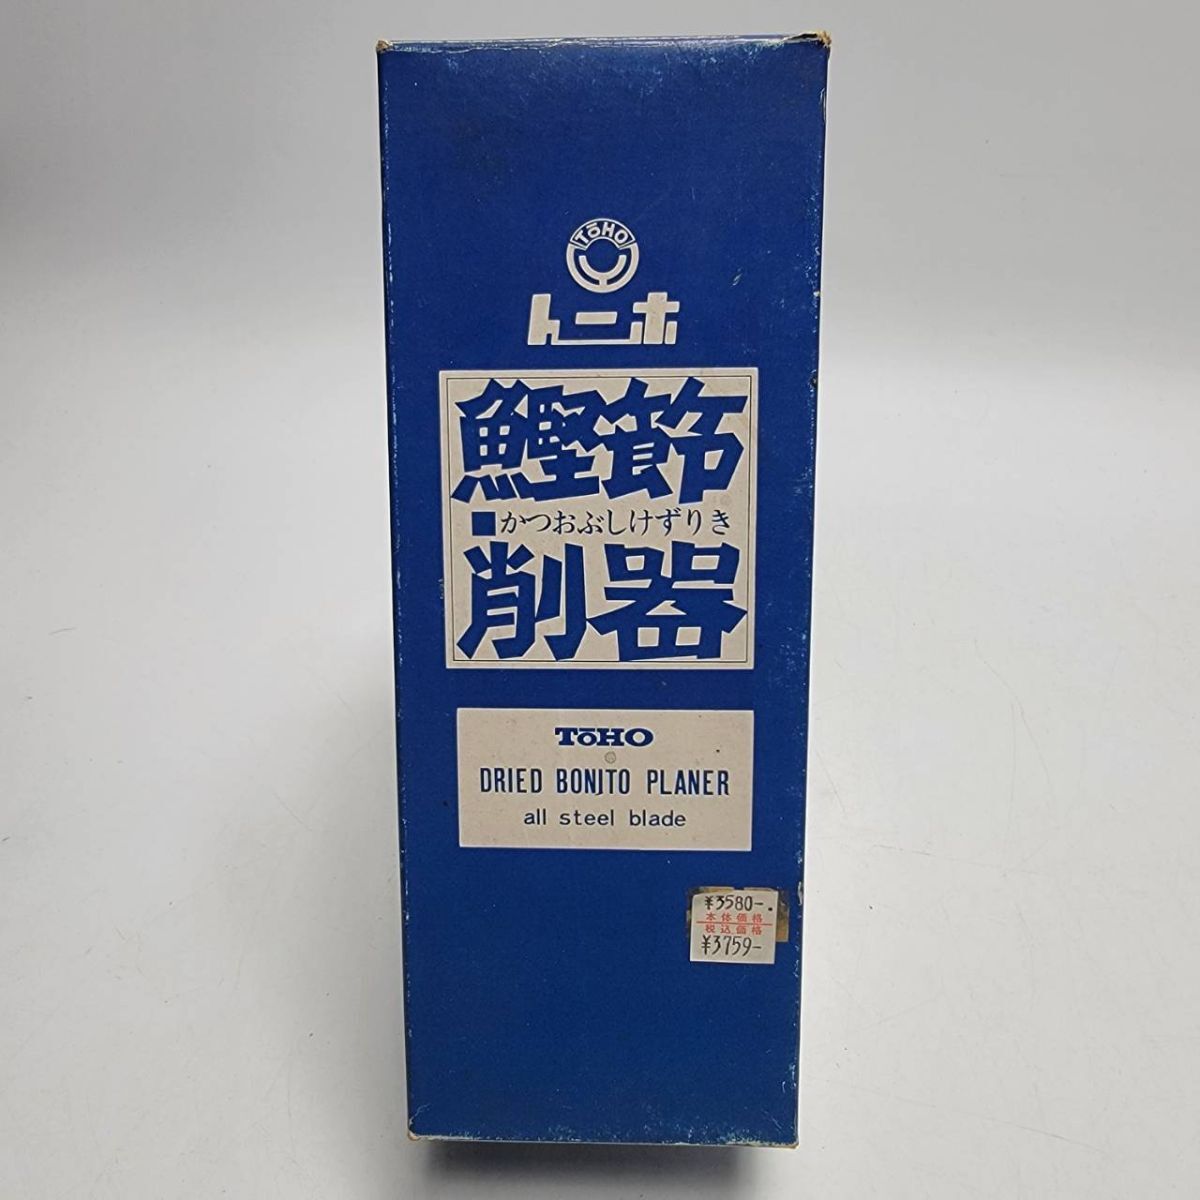 TōHO
トーホ
鰹節
■かつおぶしけずりき
削器
TōHO
DRIED BONITO PLANER
all steel blade
¥3580-.
本体価格
税込価格
¥3759-